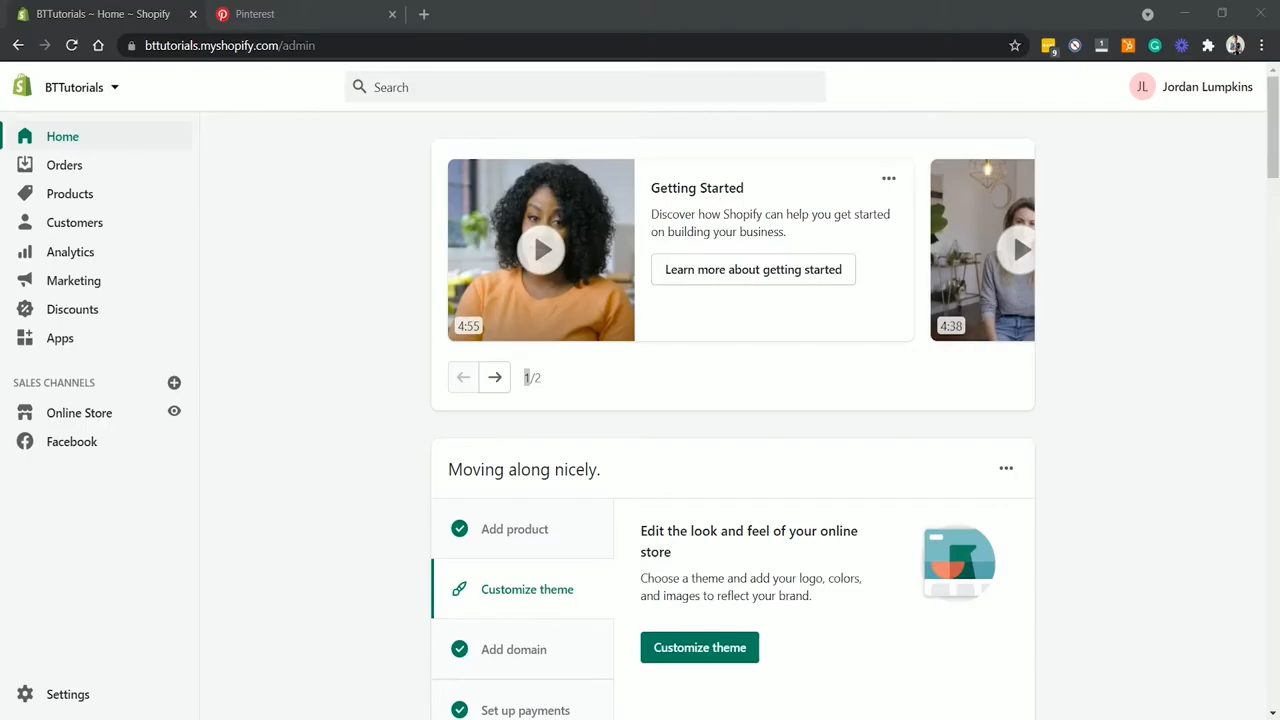 BTTutorials ~ Home ~ Shopify
Pinterest
bttutorials.myshopify.com/admin
9
1
BTTutorials
Search
JL
Jordan Lumpkins
Home
Orders
Products
Customers
Analytics
Marketing
Discounts
Apps
SALES CHANNELS
Online Store
Facebook
Settings
4:55
Getting Started
Discover how Shopify can help you get started
on building your business.
Learn more about getting started
4:38
1/2
Moving along nicely.
Add product
Customize theme
Add domain
Set up payments
Edit the look and feel of your online
store
Choose a theme and add your logo, colors,
and images to reflect your brand.
Customize theme